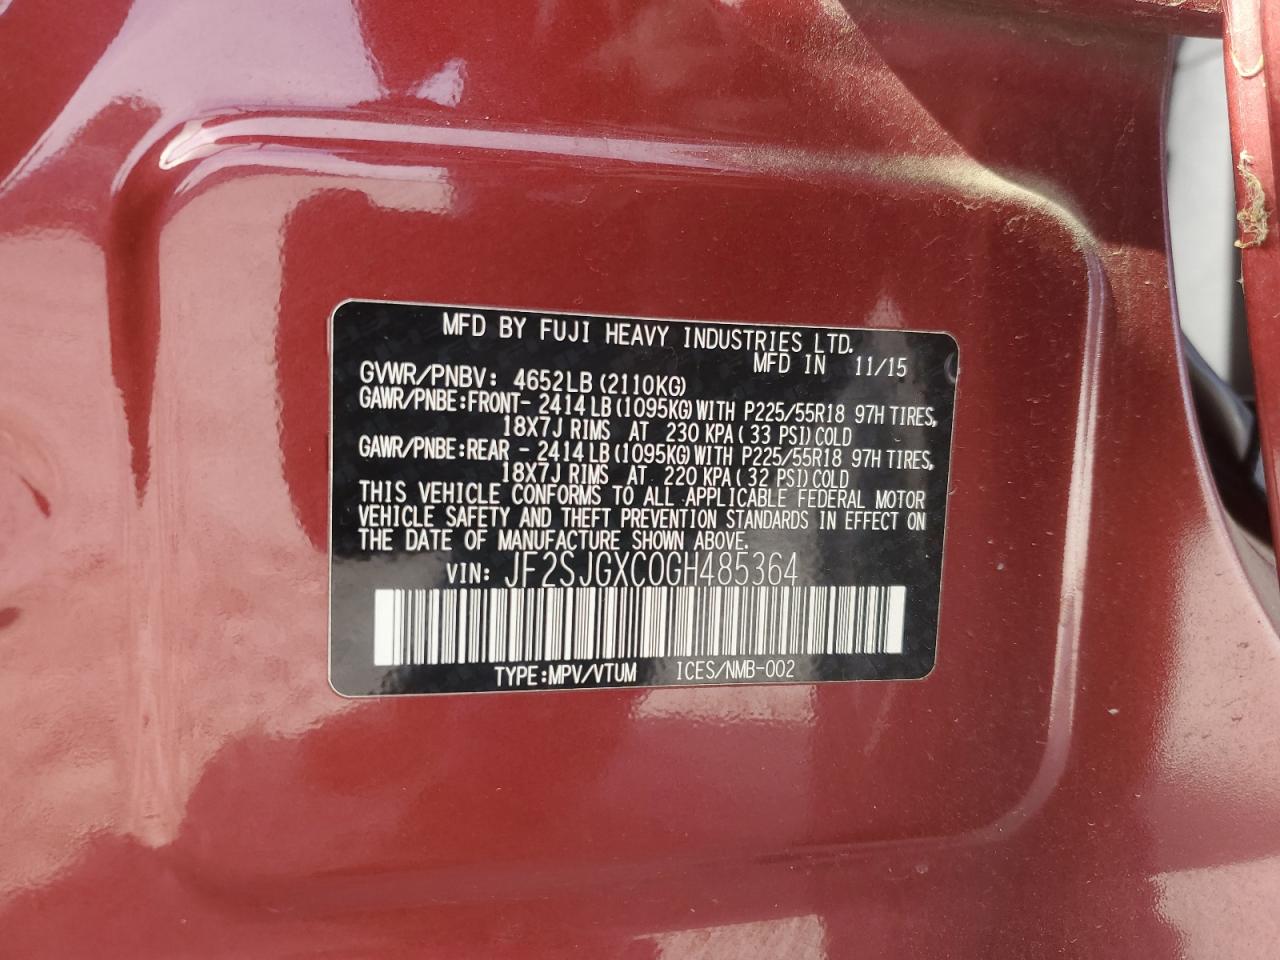 MFD BY FUJI HEAVY INDUSTRIES LTD.
MFD IN 11/15
GVWR/PNBV: 4652LB (2110KG)
GAWR/PNBE:FRONT- 2414 LB (1095KG) WITH P225/55R18 97H TIRES,
18X7J RIMS AT 230 KPA ( 33 PSI) COLD
GAWR/PNBE:REAR - 2414 LB (1095KG) WITH P225/55R18 97H TIRES,
18X7J RIMS AT 220 KPA ( 32 PSI) COLD
THIS VEHICLE CONFORMS TO ALL APPLICABLE FEDERAL MOTOR
VEHICLE SAFETY AND THEFT PREVENTION STANDARDS IN EFFECT ON
THE DATE OF MANUFACTURE SHOWN ABOVE.
VIN: JF2SJGXC0GH485364
TYPE:MPV/VTUM ICES/NMB-002